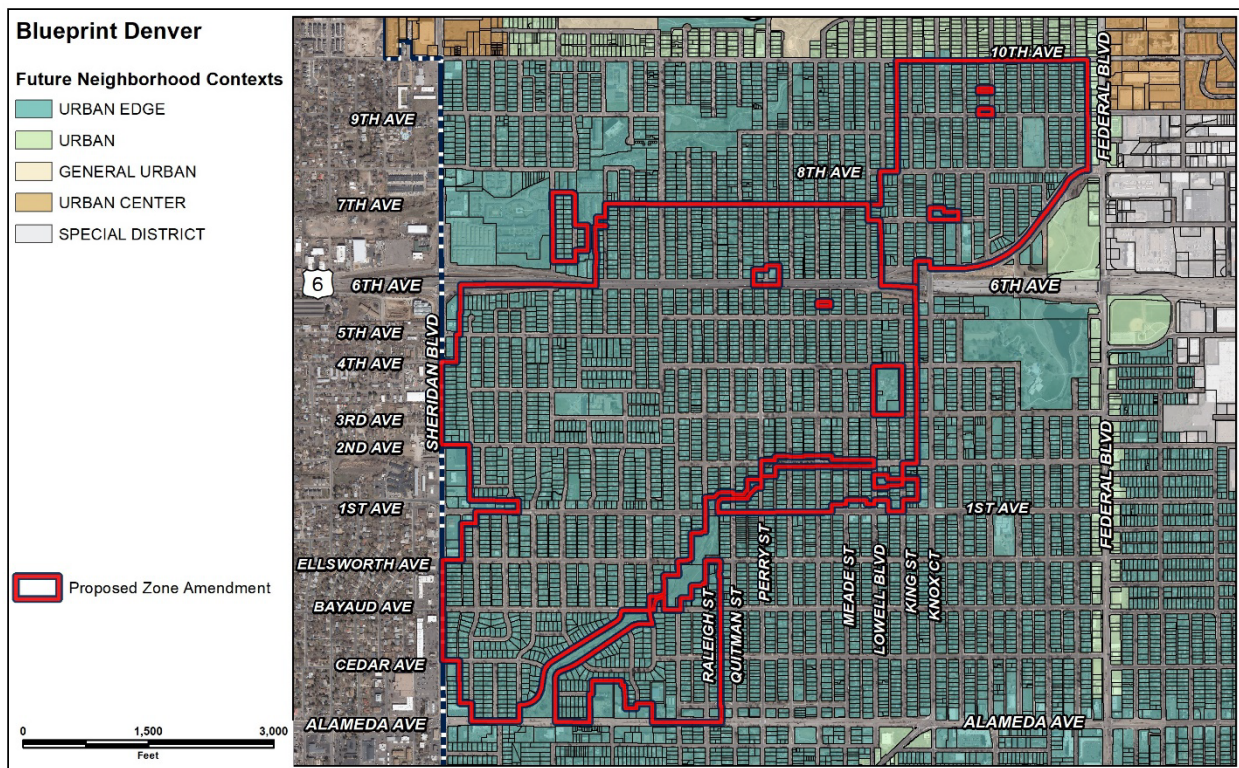 Blueprint Denver
Future Neighborhood Contexts
URBAN EDGE
URBAN
GENERAL URBAN
URBAN CENTER
SPECIAL DISTRICT
10TH AVE
FEDERAL BLVD
9TH AVE
8TH AVE
7TH AVE
6
6TH AVE
6TH AVE
5TH AVE
4TH AVE
SHERIDAN BLVD
3RD AVE
2ND AVE
FEDERAL BLVD
1ST AVE
1ST AVE
ELLSWORTH AVE
Proposed Zone Amendment
BAYAUD AVE
RALEIGH ST
QUITMAN ST
PERRY ST
MEADE ST
LOWELL BLVD
KING ST
KNOX CT
CEDAR AVE
ALAMEDA AVE
ALAMEDA AVE
0 1,500 3,000
Feet